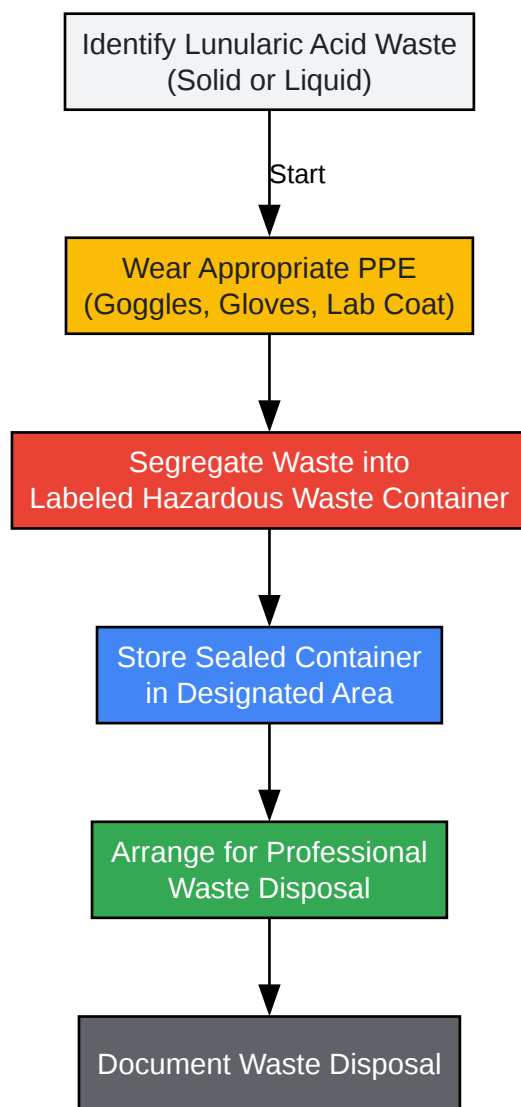 Identify Lunularic Acid Waste
(Solid or Liquid)
Start
Wear Appropriate PPE
(Goggles, Gloves, Lab Coat)
Segregate Waste into
Labeled Hazardous Waste Container
Store Sealed Container
in Designated Area
Arrange for Professional
Waste Disposal
Document Waste Disposal